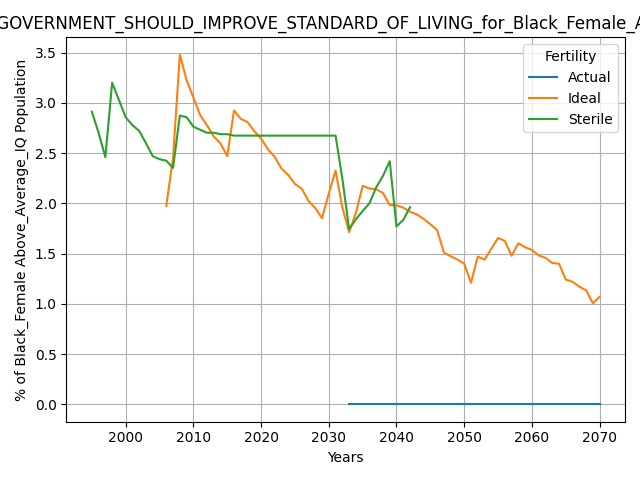 GOVERNMENT_SHOULD_IMPROVE_STANDARD_OF_LIVING_for_Black_Female_A
% of Black_Female Above_Average_IQ Population
3.5
3.0
2.5
2.0
1.5
1.0
0.5
0.0
Fertility
Actual
Ideal
Sterile
2000 2010 2020 2030 2040 2050 2060 2070
Years